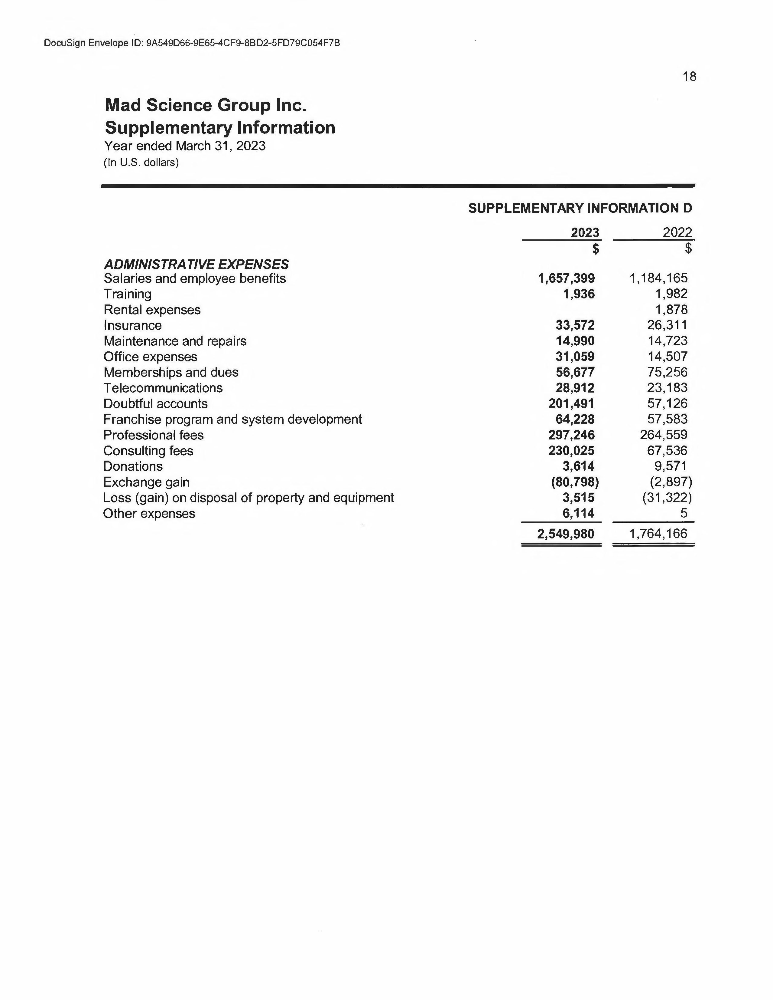 DocuSign Envelope ID: 9A549D66-9E65-4CF9-8BD2-5FD79C054F7B
18
Mad Science Group Inc.
Supplementary Information
Year ended March 31, 2023
(In U.S. dollars)
SUPPLEMENTARY INFORMATION D
2023 2022
$ $
ADMINISTRATIVE EXPENSES
Salaries and employee benefits 1,657,399 1,184,165
Training 1,936 1,982
Rental expenses 1,878
Insurance 33,572 26,311
Maintenance and repairs 14,990 14,723
Office expenses 31,059 14,507
Memberships and dues 56,677 75,256
Telecommunications 28,912 23,183
Doubtful accounts 201,491 57,126
Franchise program and system development 64,228 57,583
Professional fees 297,246 264,559
Consulting fees 230,025 67,536
Donations 3,614 9,571
Exchange gain (80,798) (2,897)
Loss (gain) on disposal of property and equipment 3,515 (31,322)
Other expenses 6,114 5
2,549,980 1,764,166